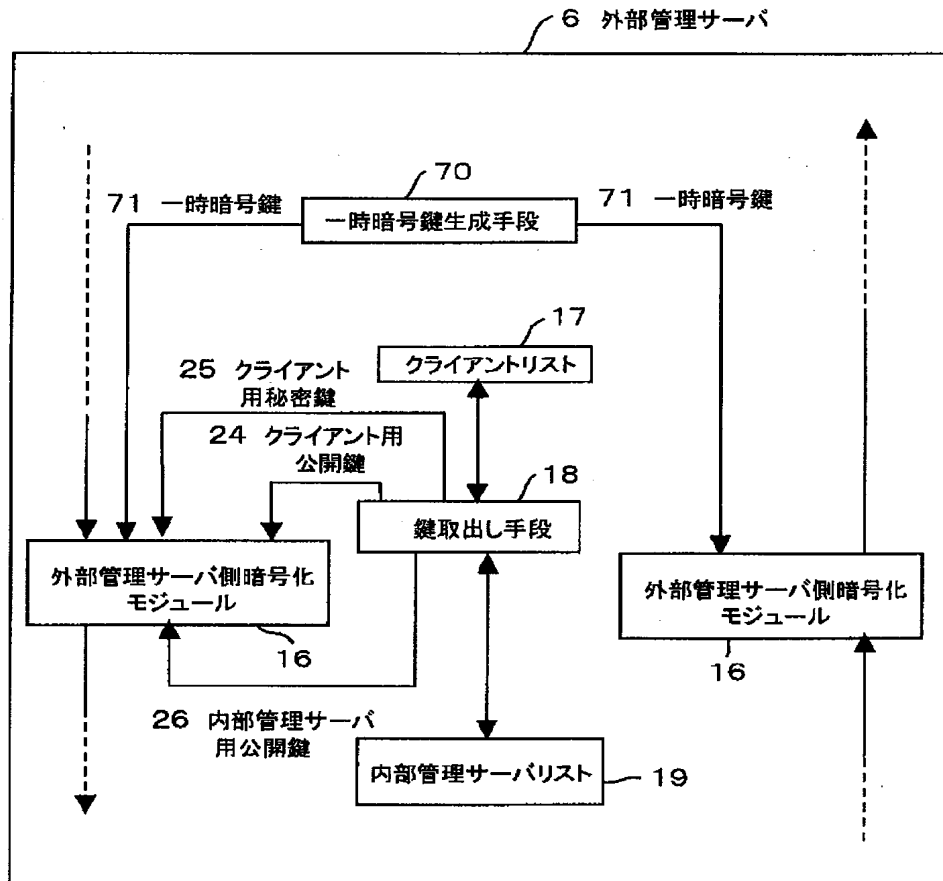 6 外部管理サーバ
70
71 一時暗号鍵
一時暗号鍵生成手段
71 一時暗号鍵
17
クライアントリスト
25 クライアント
用秘密鍵
24 クライアント用
公開鍵
18
鍵取出し手段
外部管理サーバ側暗号化
モジュール
16
外部管理サーバ側暗号化
モジュール
16
26 内部管理サーバ
用公開鍵
内部管理サーバリスト
19